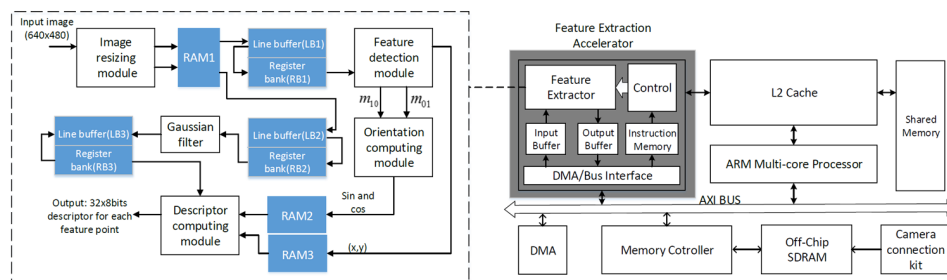 Input image
(640x480)
Image
resizing
module
RAM1
Line buffer(LB1)
Register
bank(RB1)
Feature
detection
module
m10
m01
Line buffer(LB3)
Register
bank(RB3)
Gaussian
filter
Line buffer(LB2)
Register
bank(RB2)
Orientation
computing
module
Sin and
cos
Output: 32x8bits
descriptor for each
feature point
Descriptor
computing
module
RAM2
RAM3
(x,y)
Feature Extraction
Accelerator
Feature
Extractor
Control
Input
Buffer
Output
Buffer
Instruction
Memory
DMA/Bus Interface
L2 Cache
ARM Multi-core Processor
Shared
Memory
AXI BUS
DMA
Memory Cotroller
Off-Chip
SDRAM
Camera
connection
kit